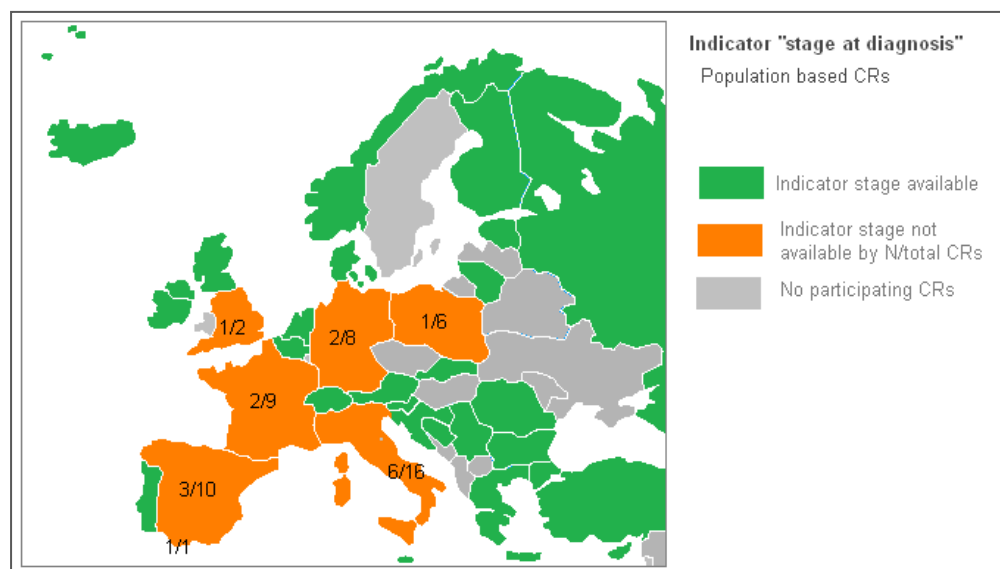 Indicator "stage at diagnosis"
Population based CRs
Indicator stage available
Indicator stage not
available by N/total CRs
No participating CRs
1/2
2/8
1/6
2/9
6/16
3/10
1/1